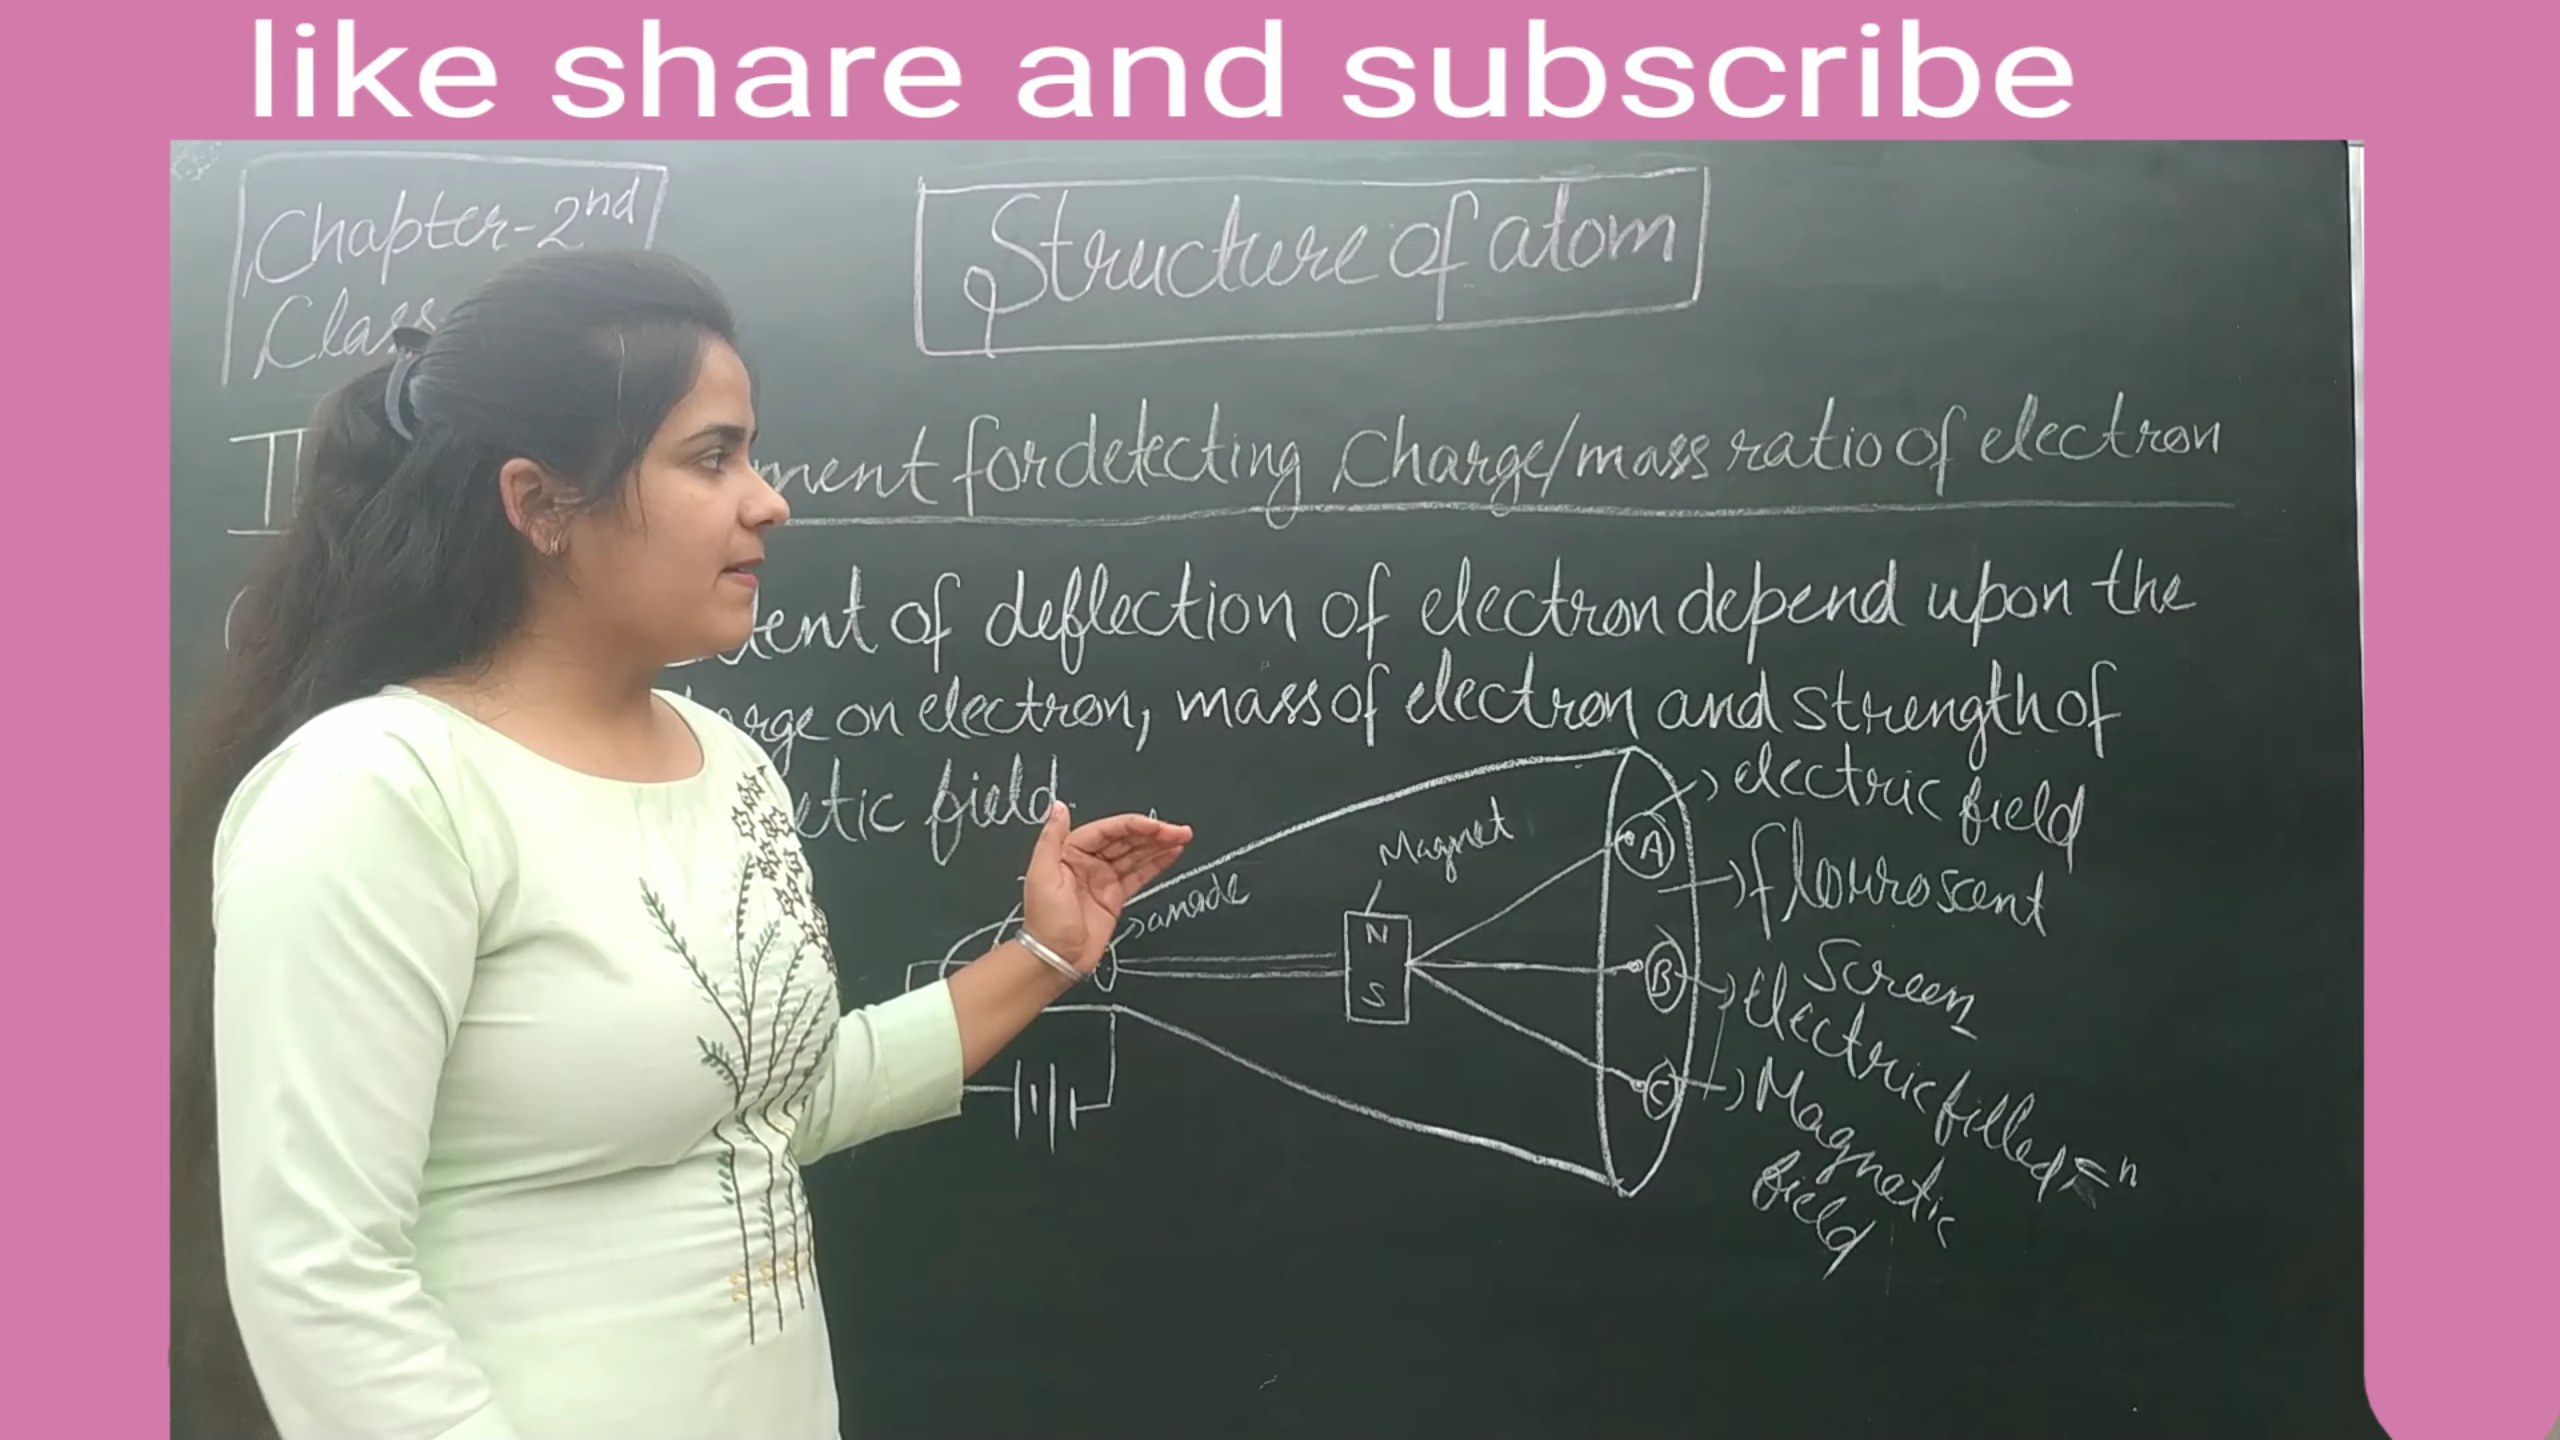 like share and subscribe
Chapter-2nd
Class
Structure of atom
ment for detecting Charge/mass ratio of electron
tent of deflection of electron depend upon the
rge on electron, mass of electron and strength of
etic field.
electric field
Magnet
flouroscent
anode
N
S
A
B
C
Screen
Electric filled = n
Magnetic
field